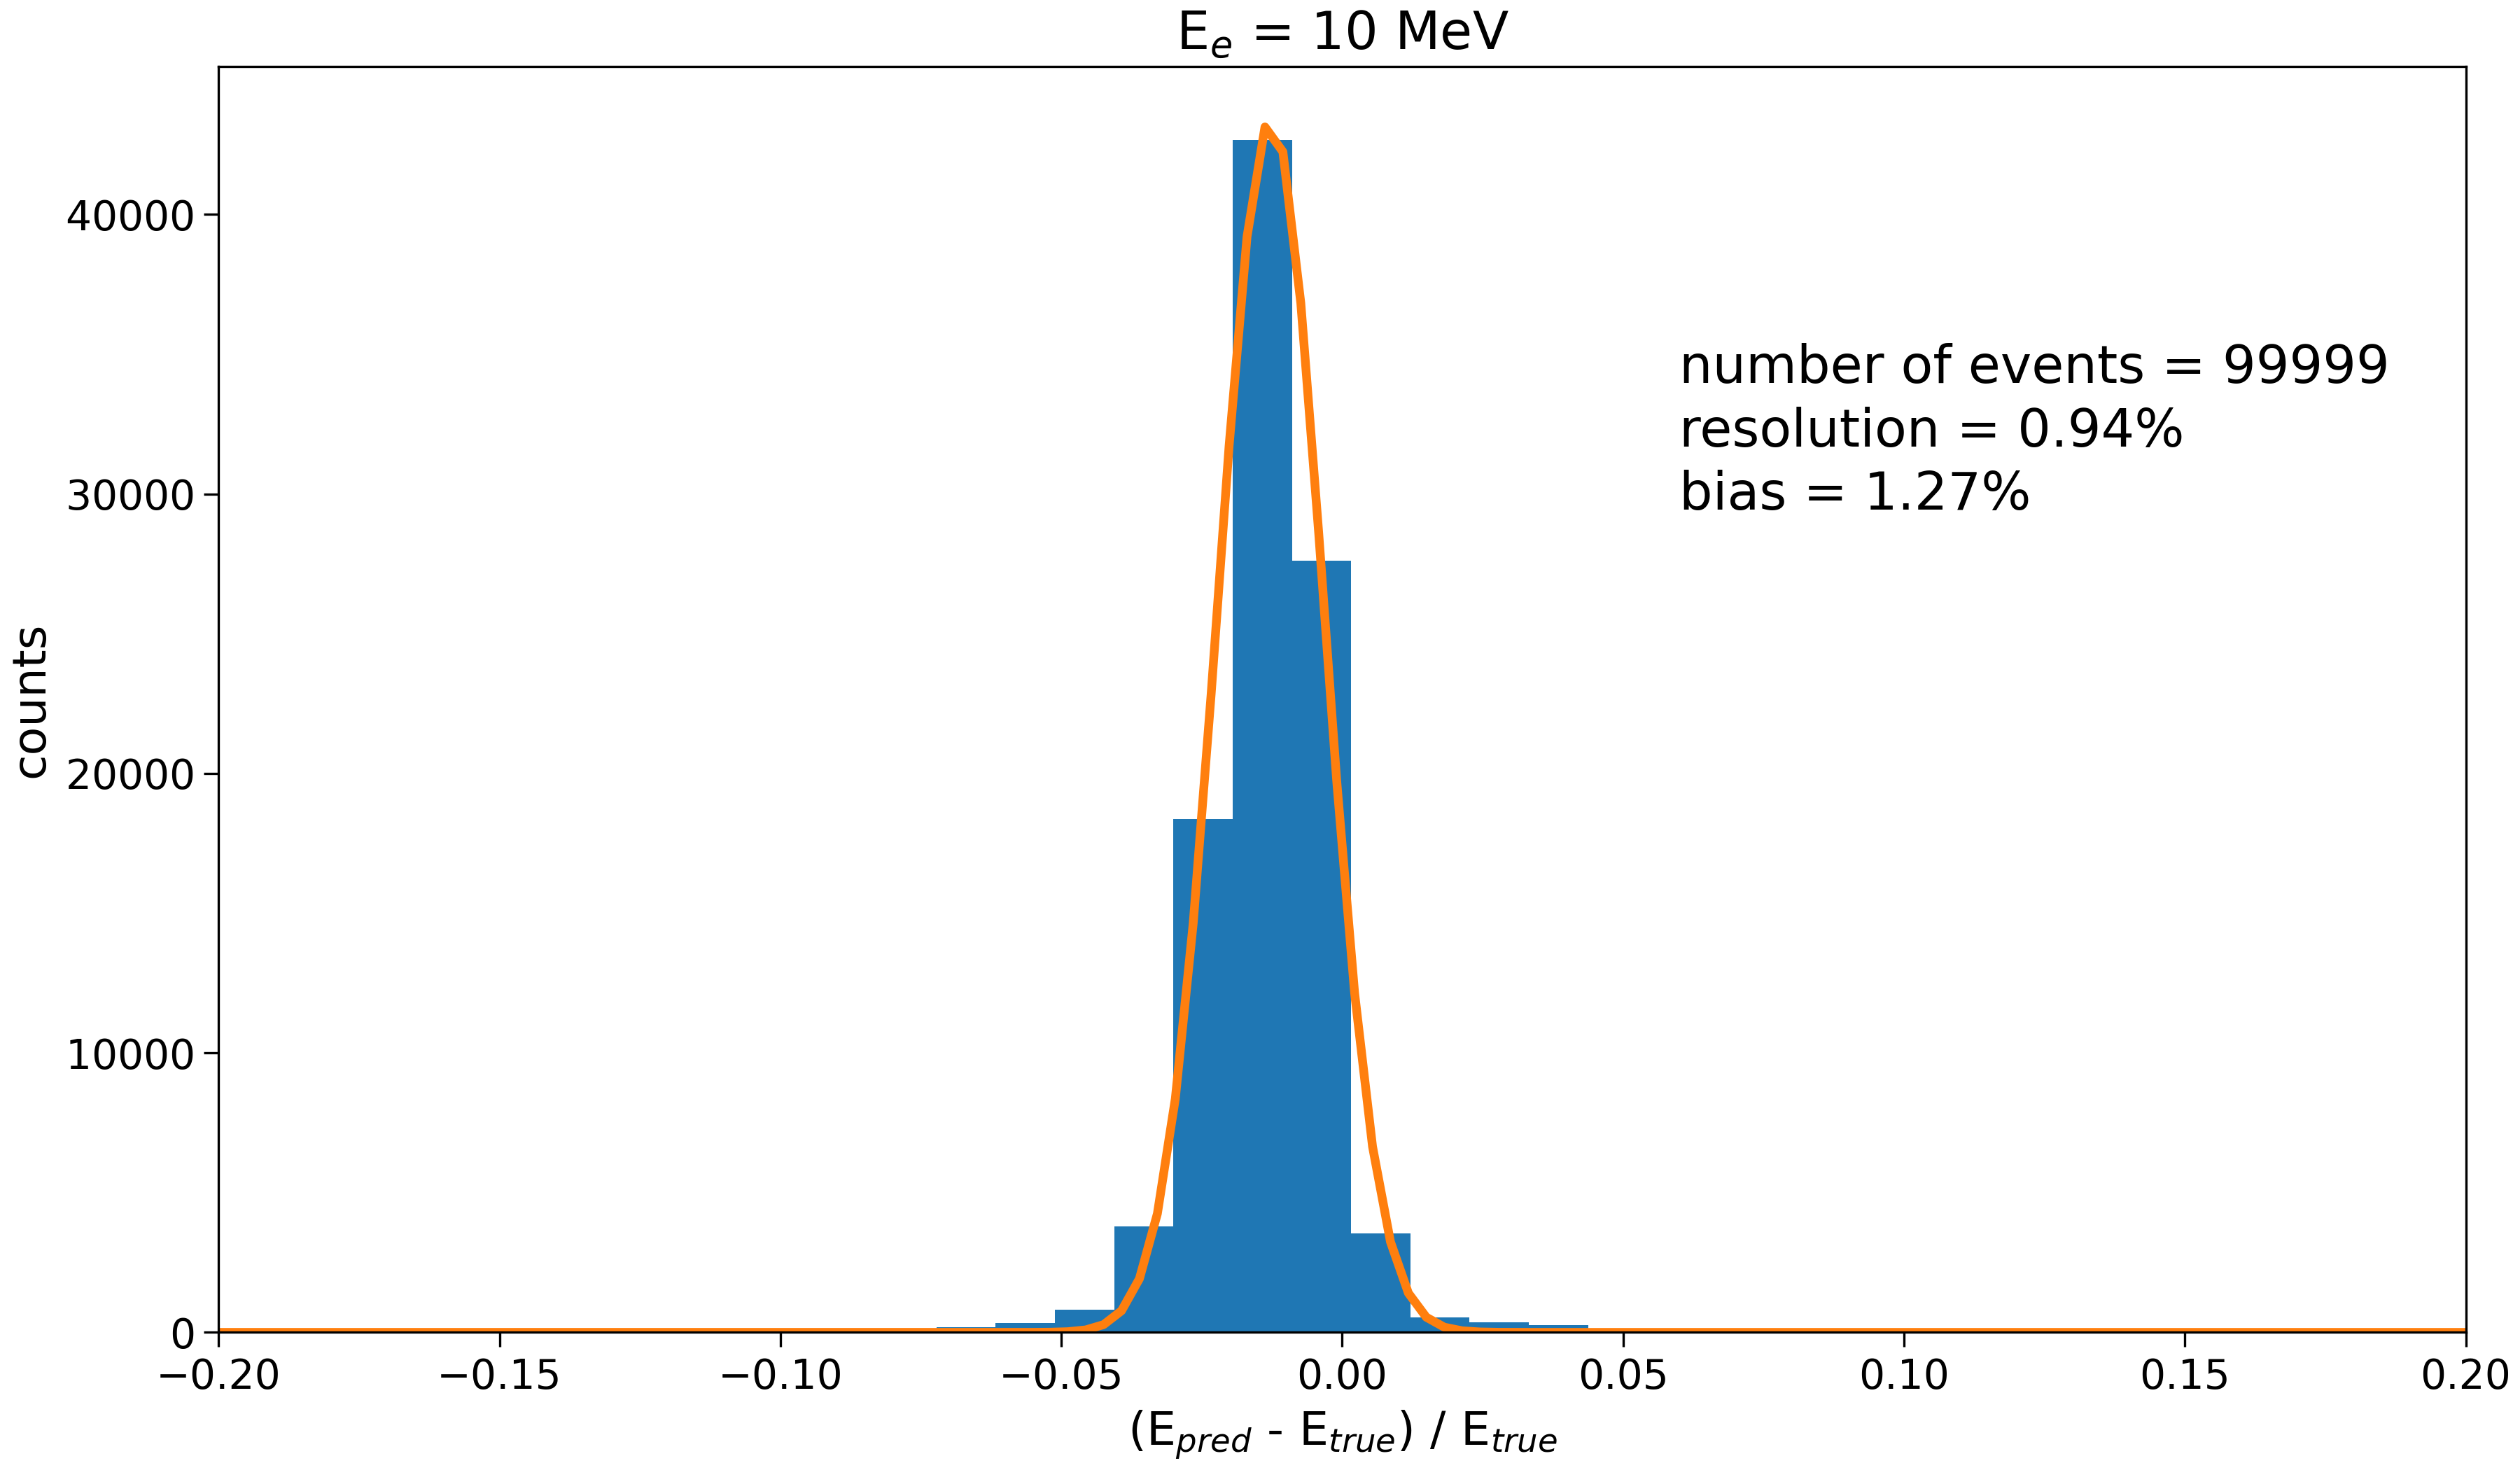 E_e = 10 MeV
counts
40000
30000
20000
10000
0
number of events = 99999
resolution = 0.94%
bias = 1.27%
−0.20 −0.15 −0.10 −0.05 0.00 0.05 0.10 0.15 0.20
(E_pred - E_true) / E_true